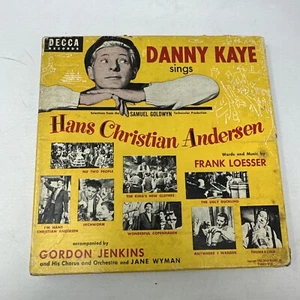 DECCA
RECORDS
DANNY KAYE
sings
Selections from the SAMUEL GOLDWYN Technicolor Production
Hans Christian Andersen
Words and Music by
FRANK LOESSER
NO TWO PEOPLE
THE KING'S NEW CLOTHES
THE UGLY DUCKLING
I'M HANS
CHRISTIAN ANDERSEN
INCHWORM
WONDERFUL COPENHAGEN
ANYWHERE I WANDER
THUMBELINA
accompanied by
GORDON JENKINS
and His Chorus and Orchestra and JANE WYMAN